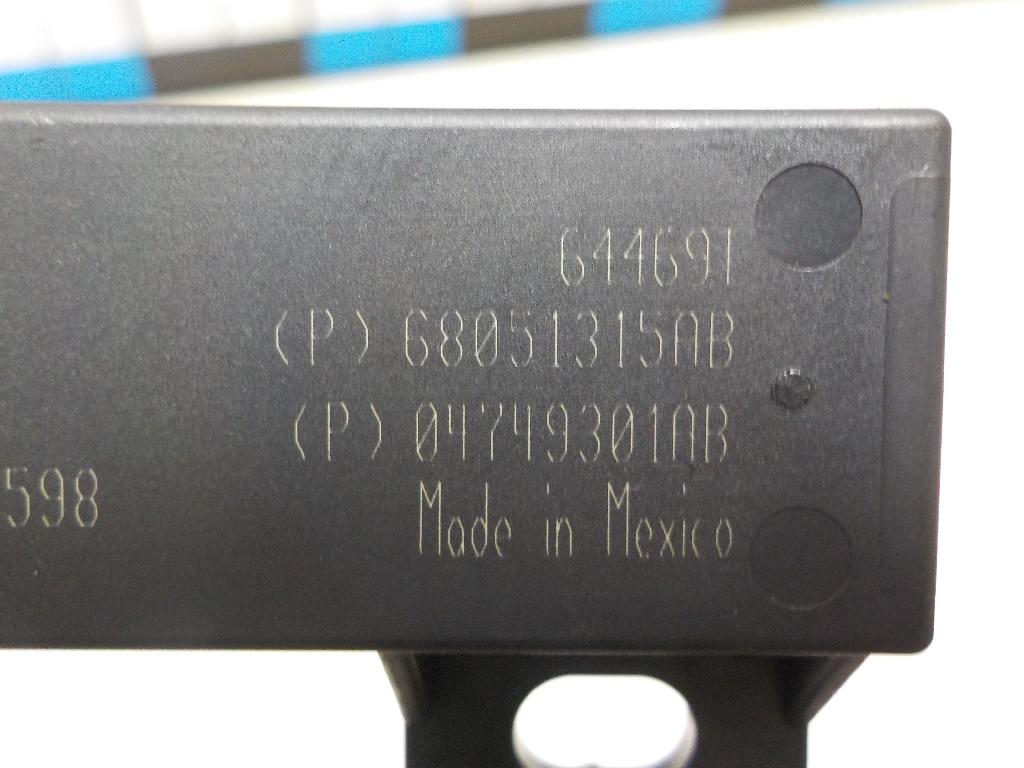 644691
(P) 68051315AB
(P) 04749301AB
598
Made in Mexico